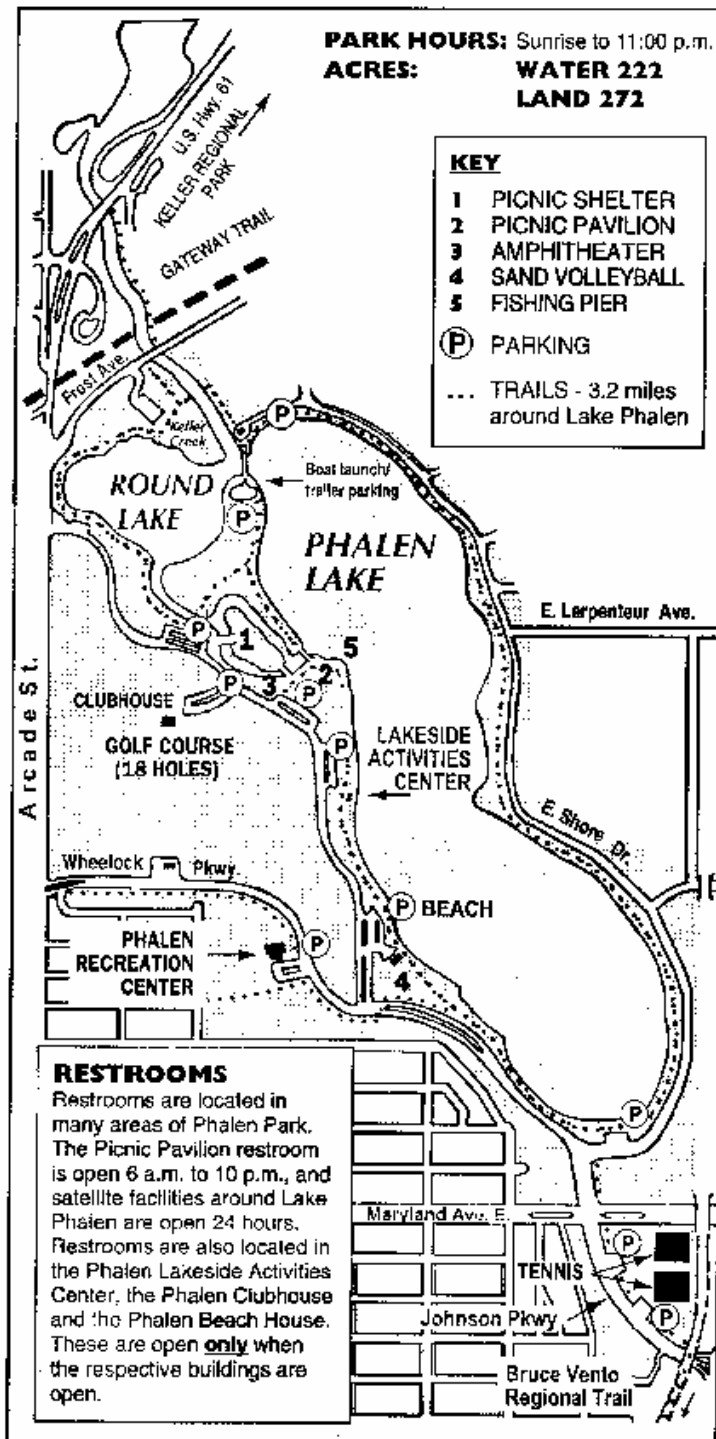 PARK HOURS: Sunrise to 11:00 p.m.
ACRES: WATER 222
LAND 272
U.S. Hwy. 61
KELLER REGIONAL
PARK
GATEWAY TRAIL
Frost Ave.
KEY
1 PICNIC SHELTER
2 PICNIC PAVILION
3 AMPHITHEATER
4 SAND VOLLEYBALL
5 FISHING PIER
P PARKING
... TRAILS - 3.2 miles
around Lake Phalen
Keller
Creek
P
Boat launch/
trailer parking
ROUND
LAKE
P
PHALEN
LAKE
E. Larpenteur Ave.
P
1
5
2
3
P
P
CLUBHOUSE
GOLF COURSE
(18 HOLES)
Arcade St.
P
LAKESIDE
ACTIVITIES
CENTER
E. Shore Dr.
Wheelock Pkwy
P BEACH
PHALEN
RECREATION
CENTER
P
4
P
RESTROOMS
Restrooms are located in
many areas of Phalen Park.
The Picnic Pavilion restroom
is open 6 a.m. to 10 p.m., and
satellite facilities around Lake
Phalen are open 24 hours.
Restrooms are also located in
the Phalen Lakeside Activities
Center, the Phalen Clubhouse
and the Phalen Beach House.
These are open only when
the respective buildings are
open.
Maryland Ave. E.
P
TENNIS
P
Johnson Pkwy
Bruce Vento
Regional Trail